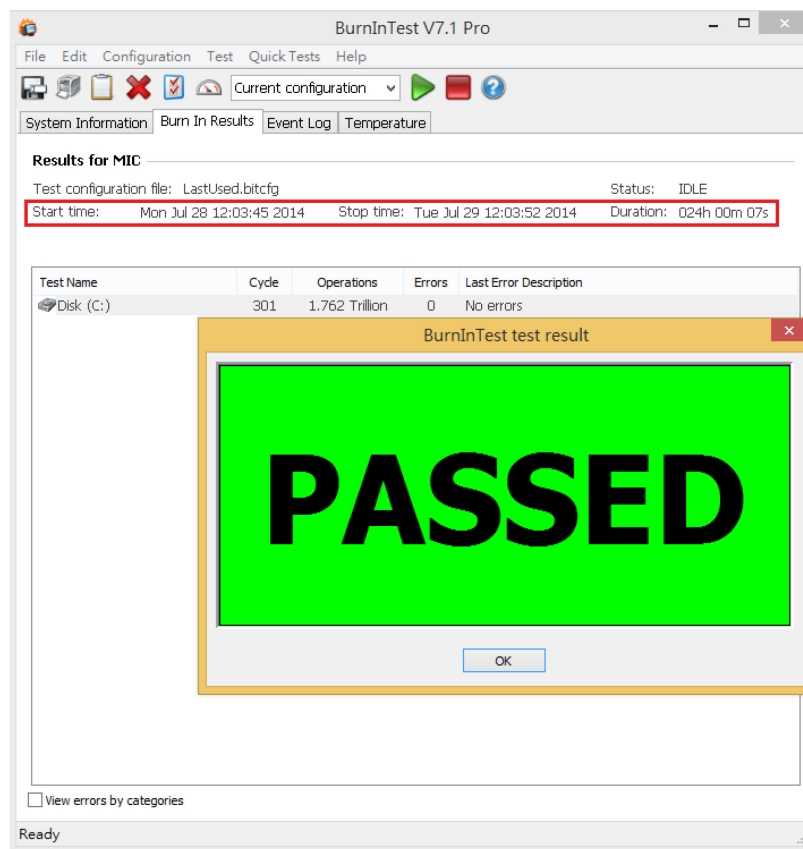 BurnInTest V7.1 Pro
File Edit Configuration Test Quick Tests Help
Current configuration
System Information Burn In Results Event Log Temperature
Results for MIC
Test configuration file: LastUsed.bitcfg Status: IDLE
Start time: Mon Jul 28 12:03:45 2014 Stop time: Tue Jul 29 12:03:52 2014 Duration: 024h 00m 07s
Test Name Cycle Operations Errors Last Error Description
Disk (C:) 301 1.762 Trillion 0 No errors
BurnInTest test result
PASSED
OK
View errors by categories
Ready